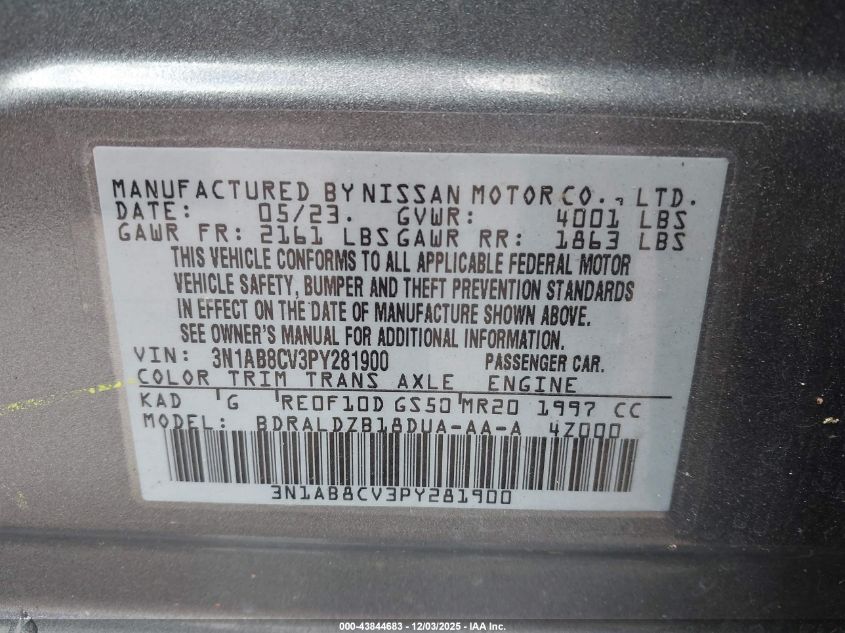 MANUFACTURED BY NISSAN MOTOR CO., LTD.
DATE: 05/23. GVWR: 4001 LBS
GAWR FR: 2161 LBS GAWR RR: 1863 LBS
THIS VEHICLE CONFORMS TO ALL APPLICABLE FEDERAL MOTOR
VEHICLE SAFETY, BUMPER AND THEFT PREVENTION STANDARDS
IN EFFECT ON THE DATE OF MANUFACTURE SHOWN ABOVE.
SEE OWNER'S MANUAL FOR ADDITIONAL INFORMATION.
VIN: 3N1AB8CV3PY281900 PASSENGER CAR.
COLOR TRIM TRANS AXLE ENGINE
KAD G RE0F10D GS50 MR20 1997 CC
MODEL: BDRALDZB18DUA-AA-A 4Z000
3N1AB8CV3PY281900
000-43844683 - 12/03/2025 - IAA Inc.